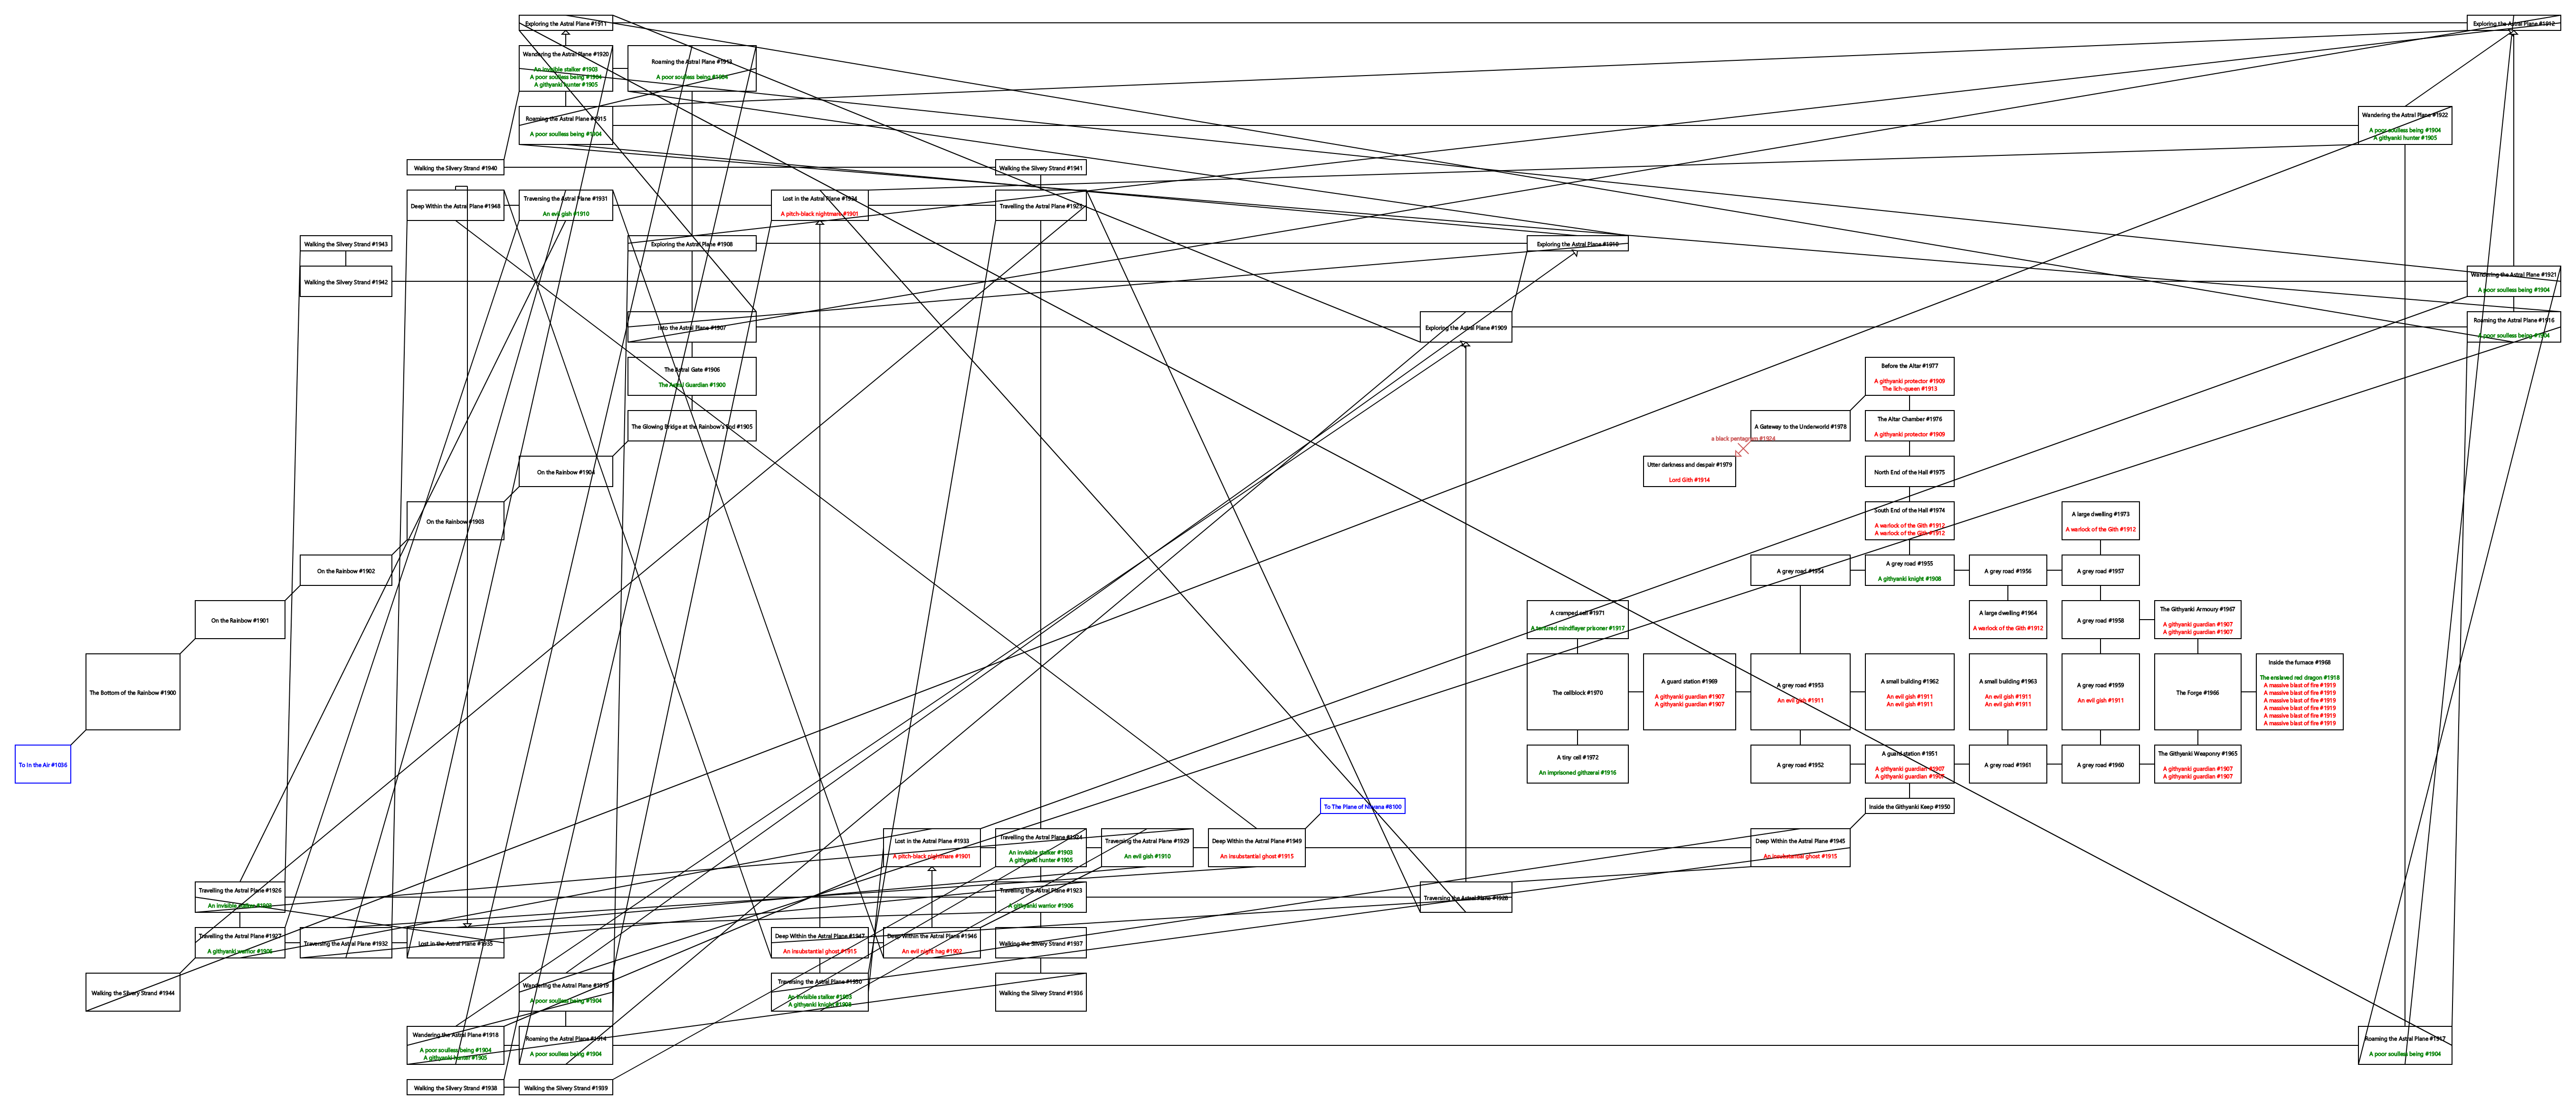 Exploring the Astral Plane #1911
Exploring the Astral Plane #1912
Wandering the Astral Plane #1920
An invisible stalker #1903
A poor soulless being #1904
A githyanki hunter #1905
Roaming the Astral Plane #1913
A poor soulless being #1904
Roaming the Astral Plane #1915
A poor soulless being #1904
Wandering the Astral Plane #1922
A poor soulless being #1904
A githyanki hunter #1905
Walking the Silvery Strand #1940
Walking the Silvery Strand #1941
Deep Within the Astral Plane #1948
Traversing the Astral Plane #1931
An evil gish #1910
Lost in the Astral Plane #1934
A pitch-black nightmare #1901
Travelling the Astral Plane #1925
Walking the Silvery Strand #1943
Exploring the Astral Plane #1908
Exploring the Astral Plane #1910
Walking the Silvery Strand #1942
Wandering the Astral Plane #1921
A poor soulless being #1904
Into the Astral Plane #1907
Exploring the Astral Plane #1909
Roaming the Astral Plane #1916
A poor soulless being #1904
The Astral Gate #1906
The Astral Guardian #1900
Before the Altar #1977
A githyanki protector #1909
The lich-queen #1913
The Glowing Bridge at the Rainbow's End #1905
A Gateway to the Underworld #1978
The Altar Chamber #1976
A githyanki protector #1909
a black pentagram #1924
On the Rainbow #1904
Utter darkness and despair #1979
Lord Gith #1914
North End of the Hall #1975
On the Rainbow #1903
South End of the Hall #1974
A warlock of the Gith #1912
A warlock of the Gith #1912
A large dwelling #1973
A warlock of the Gith #1912
On the Rainbow #1902
A grey road #1954
A grey road #1955
A githyanki knight #1908
A grey road #1956
A grey road #1957
On the Rainbow #1901
A cramped cell #1971
A tortured mindflayer prisoner #1917
A large dwelling #1964
A warlock of the Gith #1912
A grey road #1958
The Githyanki Armoury #1967
A githyanki guardian #1907
A githyanki guardian #1907
The Bottom of the Rainbow #1900
The cellblock #1970
A guard station #1969
A githyanki guardian #1907
A githyanki guardian #1907
A grey road #1953
An evil gish #1911
A small building #1962
An evil gish #1911
An evil gish #1911
A small building #1963
An evil gish #1911
An evil gish #1911
A grey road #1959
An evil gish #1911
The Forge #1966
Inside the furnace #1968
The enslaved red dragon #1918
A massive blast of fire #1919
A massive blast of fire #1919
A massive blast of fire #1919
A massive blast of fire #1919
A massive blast of fire #1919
A massive blast of fire #1919
To In the Air #1036
A tiny cell #1972
An imprisoned githzerai #1916
A grey road #1952
A guard station #1951
A githyanki guardian #1907
A githyanki guardian #1907
A grey road #1961
A grey road #1960
The Githyanki Weaponry #1965
A githyanki guardian #1907
A githyanki guardian #1907
To The Plane of Nirvana #8100
Inside the Githyanki Keep #1950
Lost in the Astral Plane #1933
A pitch-black nightmare #1901
Travelling the Astral Plane #1924
An invisible stalker #1903
A githyanki hunter #1905
Traversing the Astral Plane #1929
An evil gish #1910
Deep Within the Astral Plane #1949
An insubstantial ghost #1915
Deep Within the Astral Plane #1945
An insubstantial ghost #1915
Travelling the Astral Plane #1926
An invisible stalker #1903
Travelling the Astral Plane #1923
A githyanki warrior #1906
Traversing the Astral Plane #1928
Travelling the Astral Plane #1927
A githyanki warrior #1906
Traversing the Astral Plane #1932
Lost in the Astral Plane #1935
Deep Within the Astral Plane #1947
An insubstantial ghost #1915
Deep Within the Astral Plane #1946
An evil night hag #1902
Walking the Silvery Strand #1937
Walking the Silvery Strand #1944
Wandering the Astral Plane #1919
A poor soulless being #1904
Traversing the Astral Plane #1930
An invisible stalker #1903
A githyanki knight #1908
Walking the Silvery Strand #1936
Wandering the Astral Plane #1918
A poor soulless being #1904
A githyanki hunter #1905
Roaming the Astral Plane #1914
A poor soulless being #1904
Roaming the Astral Plane #1917
A poor soulless being #1904
Walking the Silvery Strand #1938
Walking the Silvery Strand #1939